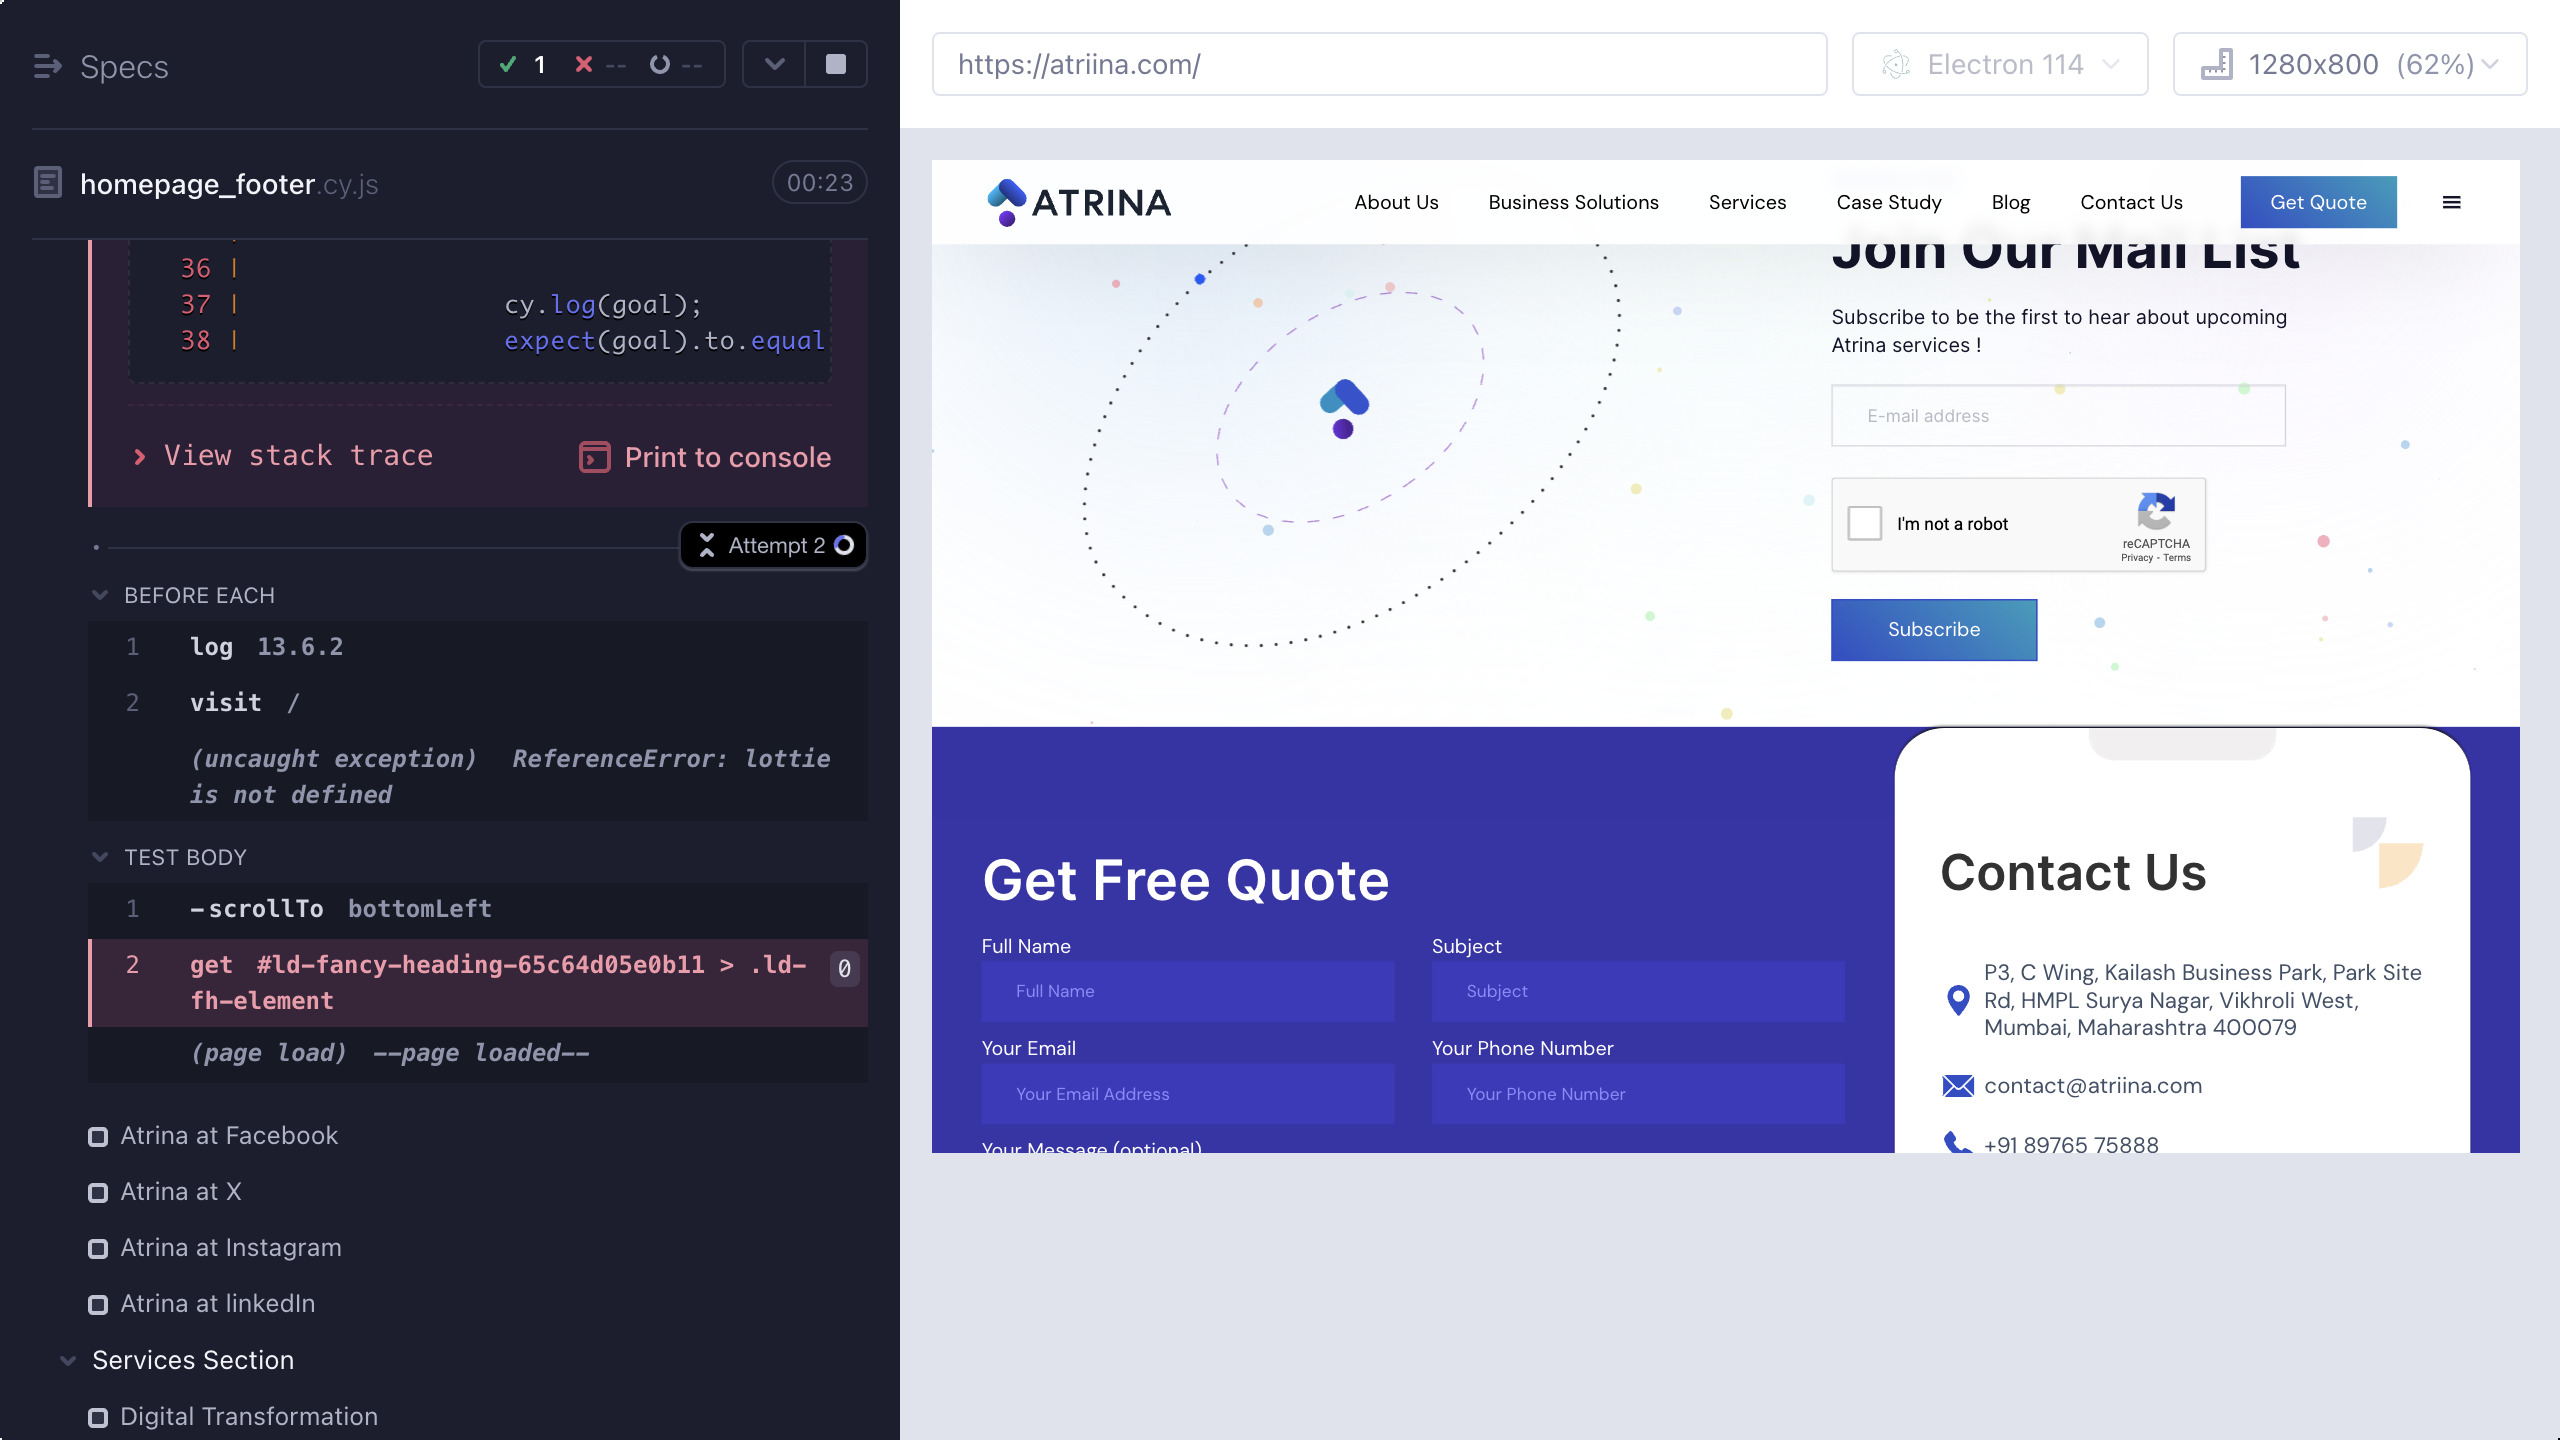 Specs
1 -- --
homepage_footer.cy.js
00:23
36 |
37 | cy.log(goal);
38 | expect(goal).to.equal
View stack trace
Print to console
Attempt 2
BEFORE EACH
1 log 13.6.2
2 visit /
(uncaught exception) ReferenceError: lottie
is not defined
TEST BODY
1 -scrollTo bottomLeft
2 get #ld-fancy-heading-65c64d05e0b11 > .ld-
fh-element
0
(page load) --page loaded--
Atrina at Facebook
Atrina at X
Atrina at Instagram
Atrina at linkedIn
Services Section
Digital Transformation
https://atriina.com/
Electron 114
1280x800 (62%)
ATRINA
About Us
Business Solutions
Services
Case Study
Blog
Contact Us
Get Quote
Join Our Mail List
Subscribe to be the first to hear about upcoming
Atrina services !
E-mail address
I'm not a robot
reCAPTCHA
Privacy - Terms
Subscribe
Get Free Quote
Full Name
Subject
Full Name
Subject
Your Email
Your Phone Number
Your Email Address
Your Phone Number
Your Message (optional)
Contact Us
P3, C Wing, Kailash Business Park, Park Site
Rd, HMPL Surya Nagar, Vikhroli West,
Mumbai, Maharashtra 400079
contact@atriina.com
+91 89765 75888